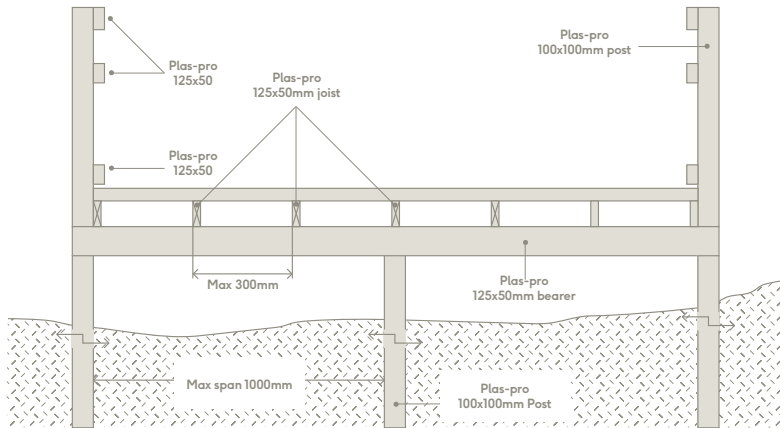 Plas-pro
100x100mm post
Plas-pro
125x50
Plas-pro
125x50mm joist
Plas-pro
125x50
Max 300mm
Plas-pro
125x50mm bearer
Max span 1000mm
Plas-pro
100x100mm Post